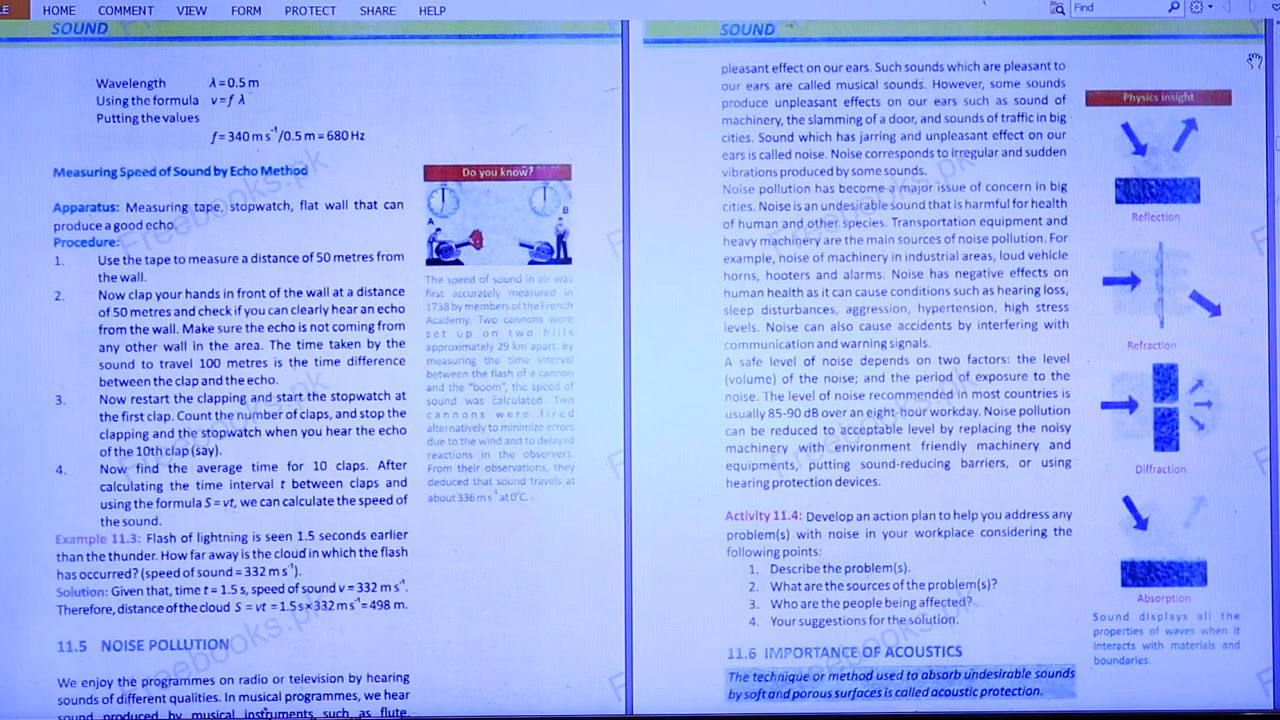 LE HOME COMMENT VIEW FORM PROTECT SHARE HELP
Find
SOUND
Wavelength λ = 0.5 m
Using the formula v = f λ
Putting the values
f = 340 m s⁻¹/0.5 m = 680 Hz
Measuring Speed of Sound by Echo Method
Apparatus: Measuring tape, stopwatch, flat wall that can
produce a good echo.
Procedure:
1. Use the tape to measure a distance of 50 metres from
the wall.
2. Now clap your hands in front of the wall at a distance
of 50 metres and check if you can clearly hear an echo
from the wall. Make sure the echo is not coming from
any other wall in the area. The time taken by the
sound to travel 100 metres is the time difference
between the clap and the echo.
3. Now restart the clapping and start the stopwatch at
the first clap. Count the number of claps, and stop the
clapping and the stopwatch when you hear the echo
of the 10th clap (say).
4. Now find the average time for 10 claps. After
calculating the time interval t between claps and
using the formula S = vt, we can calculate the speed of
the sound.
Example 11.3: Flash of lightning is seen 1.5 seconds earlier
than the thunder. How far away is the cloud in which the flash
has occurred? (speed of sound = 332 m s⁻¹).
Solution: Given that, time t = 1.5 s, speed of sound v = 332 m s⁻¹.
Therefore, distance of the cloud S = vt = 1.5 s × 332 m s⁻¹ = 498 m.
11.5 NOISE POLLUTION
We enjoy the programmes on radio or television by hearing
sounds of different qualities. In musical programmes, we hear
sound produced by musical instruments such as flute,
Do you know?
A
B
The speed of sound in air was
first accurately measured in
1738 by members of the French
Academy. Two cannons were
set up on two hills
approximately 29 km apart. By
measuring the time interval
between the flash of a cannon
and the "boom", the speed of
sound was calculated. Two
cannons were fired
alternatively to minimize errors
due to the wind and to delayed
reactions in the observers.
From their observations, they
deduced that sound travels at
about 336 m s⁻¹ at 0°C.
Freebooks.pk
Freebooks.pk
Freebooks.pk
SOUND
pleasant effect on our ears. Such sounds which are pleasant to
our ears are called musical sounds. However, some sounds
produce unpleasant effects on our ears such as sound of
machinery, the slamming of a door, and sounds of traffic in big
cities. Sound which has jarring and unpleasant effect on our
ears is called noise. Noise corresponds to irregular and sudden
vibrations produced by some sounds.
Noise pollution has become a major issue of concern in big
cities. Noise is an undesirable sound that is harmful for health
of human and other species. Transportation equipment and
heavy machinery are the main sources of noise pollution. For
example, noise of machinery in industrial areas, loud vehicle
horns, hooters and alarms. Noise has negative effects on
human health as it can cause conditions such as hearing loss,
sleep disturbances, aggression, hypertension, high stress
levels. Noise can also cause accidents by interfering with
communication and warning signals.
A safe level of noise depends on two factors: the level
(volume) of the noise; and the period of exposure to the
noise. The level of noise recommended in most countries is
usually 85-90 dB over an eight-hour workday. Noise pollution
can be reduced to acceptable level by replacing the noisy
machinery with environment friendly machinery and
equipments, putting sound-reducing barriers, or using
hearing protection devices.
Activity 11.4: Develop an action plan to help you address any
problem(s) with noise in your workplace considering the
following points:
1. Describe the problem(s).
2. What are the sources of the problem(s)?
3. Who are the people being affected?
4. Your suggestions for the solution.
11.6 IMPORTANCE OF ACOUSTICS
The technique or method used to absorb undesirable sounds
by soft and porous surfaces is called acoustic protection.
Physics insight
Reflection
Refraction
Diffraction
Absorption
Sound displays all the
properties of waves when it
interacts with materials and
boundaries.